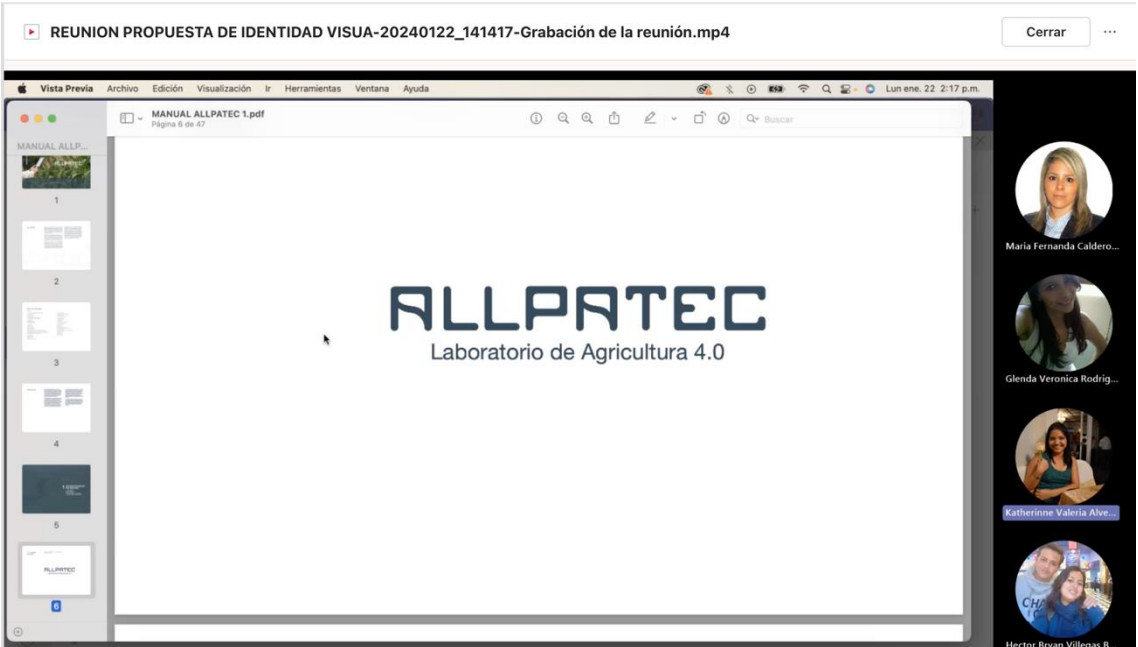 REUNION PROPUESTA DE IDENTIDAD VISUA-20240122_141417-Grabación de la reunión.mp4
Cerrar
Vista Previa Archivo Edición Visualización Ir Herramientas Ventana Ayuda
Lun ene. 22 2:17 p.m.
MANUAL ALLPATEC 1.pdf
Página 6 de 47
Buscar
MANUAL ALLP...
1
2
3
4
5
ALLPATEC
6
ALLPATEC
Laboratorio de Agricultura 4.0
Maria Fernanda Caldero...
Glenda Veronica Rodrig...
Katherinne Valeria Alve...
Hector Bryan Villegas B...